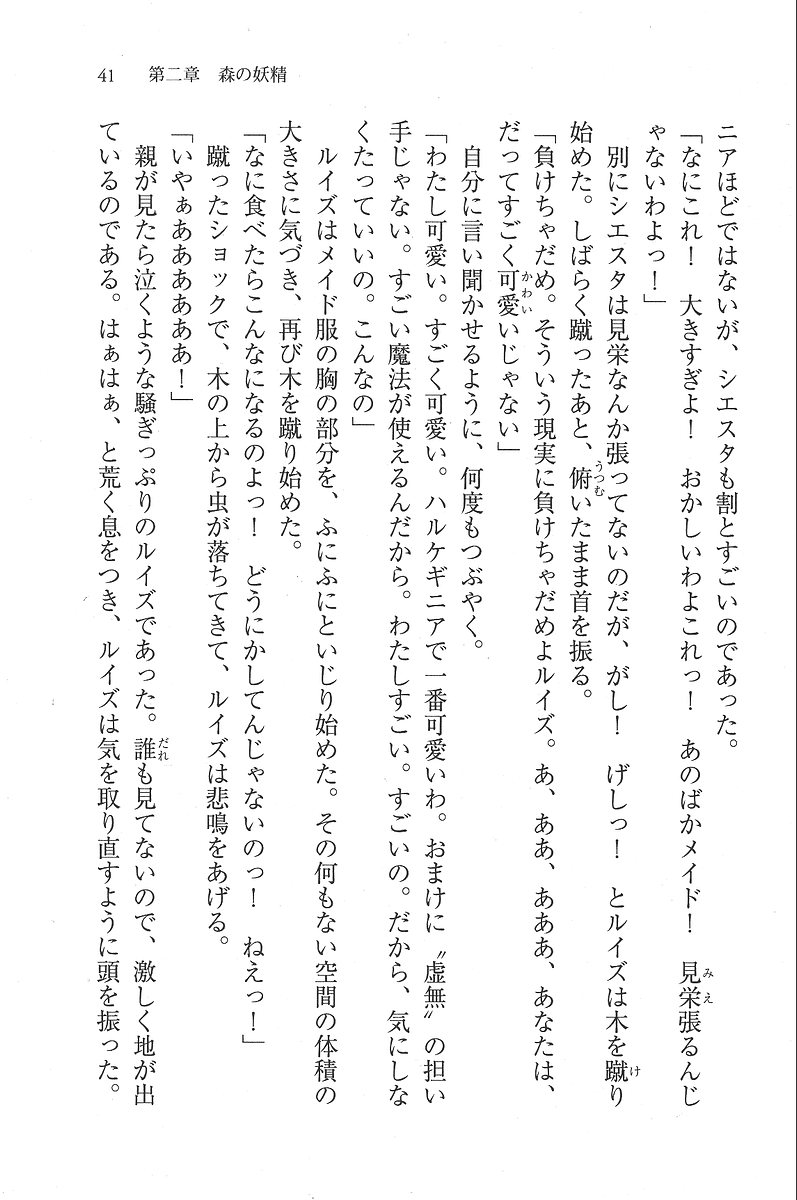 41　第二章　森の妖精
ニアほどではないが、シエスタも割とすごいのであった。
「なにこれ！　大きすぎよ！　おかしいわよこれっ！　あのばかメイド！　見栄張るんじ
ゃないわよっ！」
別にシエスタは見栄なんか張ってないのだが、がし！　げしっ！　とルイズは木を蹴り
始めた。しばらく蹴ったあと、俯いたまま首を振る。
「負けちゃだめ。そういう現実に負けちゃだめよルイズ。あ、ああ、あああ、あなたは、
だってすごく可愛いじゃない」
自分に言い聞かせるように、何度もつぶやく。
「わたし可愛い。すごく可愛い。ハルケギニアで一番可愛いわ。おまけに〝虚無〟の担い
手じゃない。すごい魔法が使えるんだから。わたしすごい。すごいの。だから、気にしな
くたっていいの。こんなの」
ルイズはメイド服の胸の部分を、ふにふにといじり始めた。その何もない空間の体積の
大きさに気づき、再び木を蹴り始めた。
「なに食べたらこんなになるのよっ！　どうにかしてんじゃないのっ！　ねえっ！」
蹴ったショックで、木の上から虫が落ちてきて、ルイズは悲鳴をあげる。
「いやぁああああああ！」
親が見たら泣くような騒ぎっぷりのルイズであった。誰も見てないので、激しく地が出
ているのである。はぁはぁ、と荒く息をつき、ルイズは気を取り直すように頭を振った。